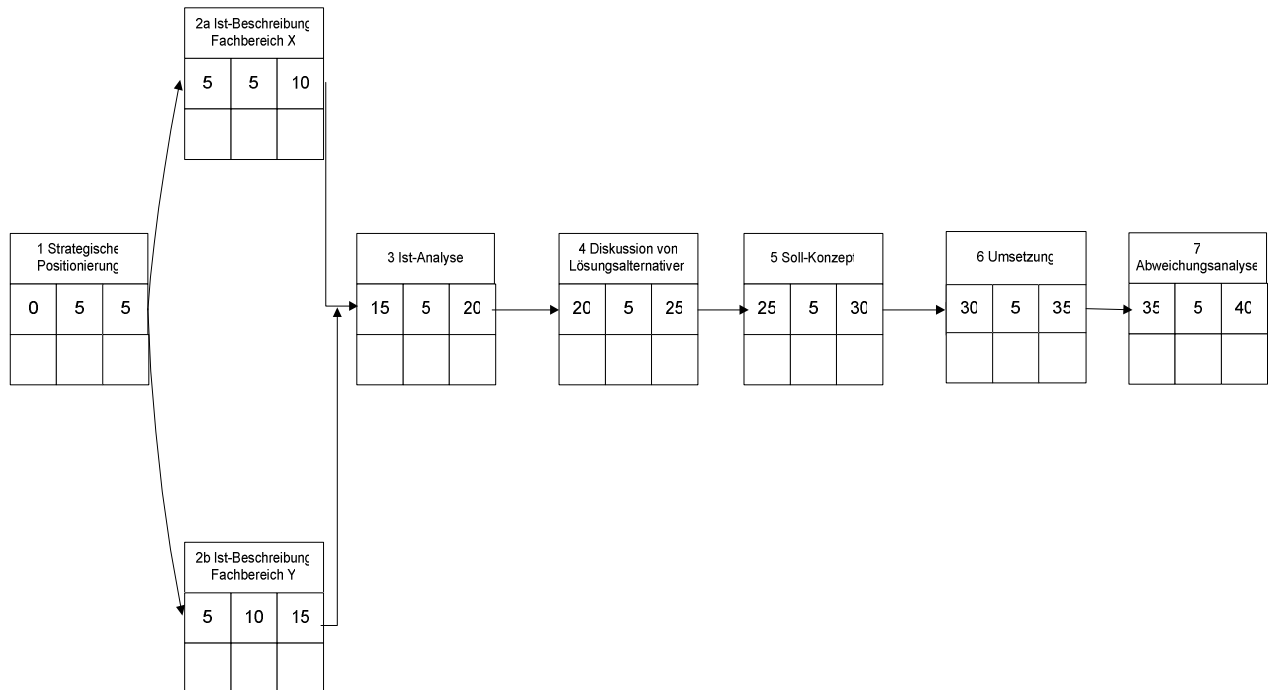 2a Ist-Beschreibung
Fachbereich X
5 5 10
1 Strategische
Positionierung
0 5 5
3 Ist-Analyse
15 5 20
4 Diskussion von
Lösungsalternativen
20 5 25
5 Soll-Konzept
25 5 30
6 Umsetzung
30 5 35
7
Abweichungsanalyse
35 5 40
2b Ist-Beschreibung
Fachbereich Y
5 10 15